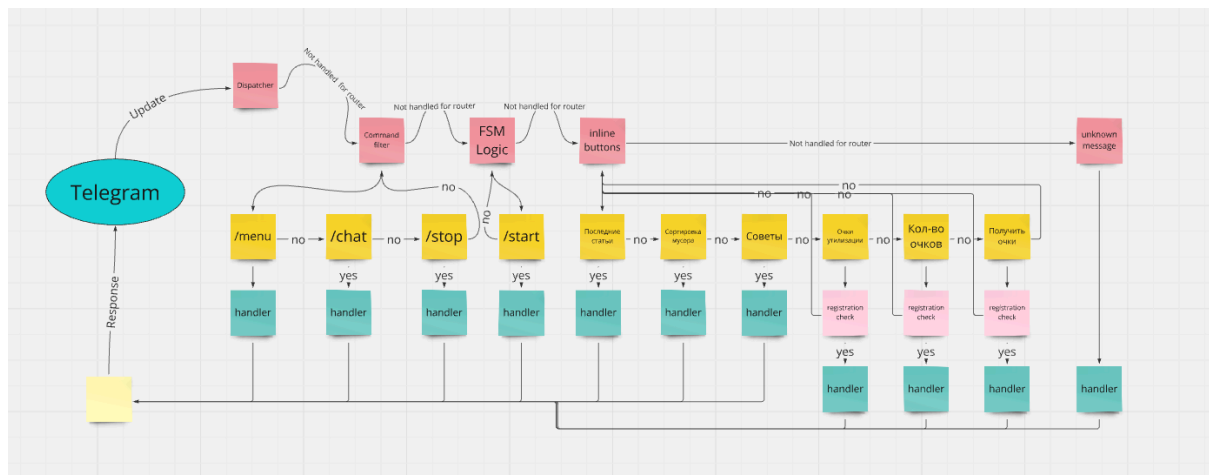 Not handled for router
Dispatcher
Update
Command
filter
Not handled for router
FSM
Logic
Not handled for router
inline
buttons
Not handled for router
unknown
message
Telegram
no
no
no
no
no
no
/menu
no
/chat
no
/stop
/start
Последние
статьи
no
Сортировка
мусора
no
Советы
no
Очки
утилизации
no
Кол-во
очков
no
Получить
очки
yes
yes
yes
yes
yes
yes
Response
handler
handler
handler
handler
handler
handler
handler
registration
check
registration
check
registration
check
yes
yes
yes
handler
handler
handler
handler